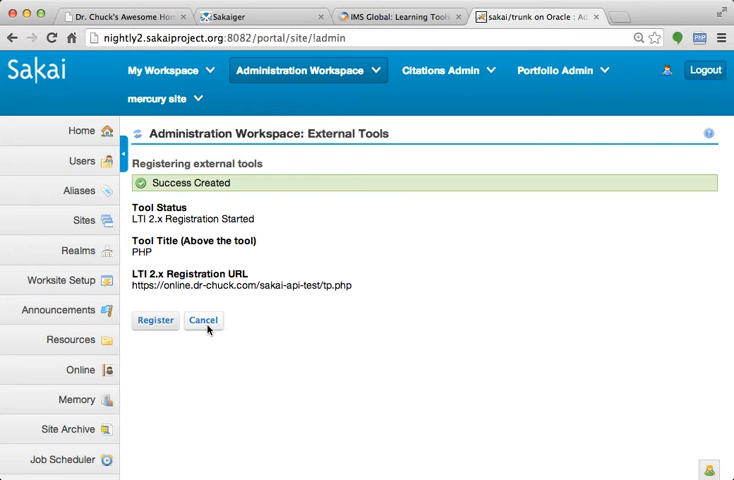 Dr. Chuck's Awesome Hom
Sakaiger
IMS Global: Learning Tools
sakai/trunk on Oracle : Ad
nightly2.sakaiproject.org:8082/portal/site/!admin
PHP
Sakai
My Workspace
Administration Workspace
Citations Admin
Portfolio Admin
Logout
mercury site
Home
Users
Aliases
Sites
Realms
Worksite Setup
Announcements
Resources
Online
Memory
Site Archive
Job Scheduler
Administration Workspace: External Tools
Registering external tools
Success Created
Tool Status
LTI 2.x Registration Started
Tool Title (Above the tool)
PHP
LTI 2.x Registration URL
https://online.dr-chuck.com/sakai-api-test/tp.php
Register
Cancel